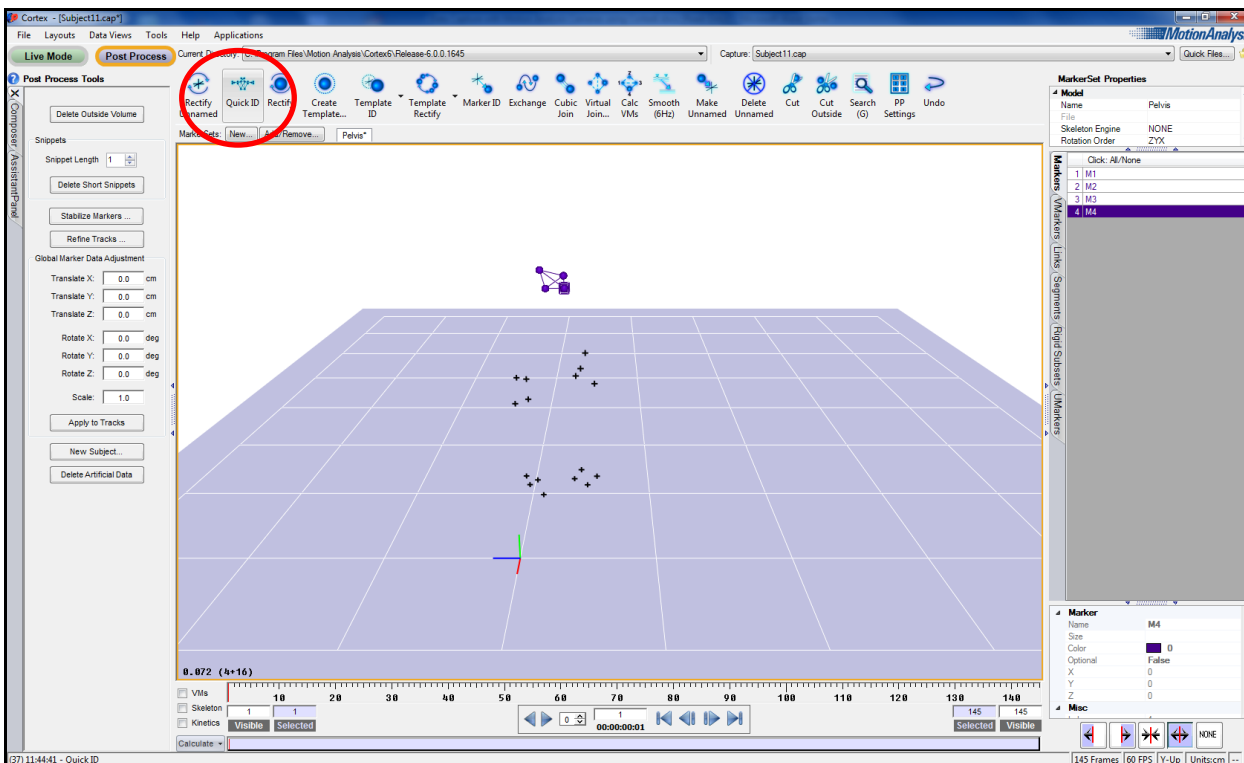 Cortex - [Subject11.cap*]
File Layouts Data Views Tools Help Applications
MotionAnalys
Live Mode Post Process Current Directory: C:\Program Files\Motion Analysis\Cortex6\Release-6.0.0.1645 Capture: Subject11.cap Quick Files...
Post Process Tools
Composer
AssistantPanel
Delete Outside Volume
Snippets
Snippet Length 1
Delete Short Snippets
Stabilize Markers ...
Refine Tracks ...
Global Marker Data Adjustment
Translate X: 0.0 cm
Translate Y: 0.0 cm
Translate Z: 0.0 cm
Rotate X: 0.0 deg
Rotate Y: 0.0 deg
Rotate Z: 0.0 deg
Scale: 1.0
Apply to Tracks
New Subject...
Delete Artificial Data
Rectify Unnamed
Quick ID
Rectify
Create Template...
Template ID
Template Rectify
Marker ID
Exchange
Cubic Join
Virtual Join...
Calc VMs
Smooth (6Hz)
Make Unnamed
Delete Unnamed
Cut
Cut Outside
Search (G)
PP Settings
Undo
MarkerSets: New... Add/Remove... Pelvis*
0.072 (4+16)
MarkerSet Properties
Model
Name Pelvis
File
Skeleton Engine NONE
Rotation Order ZYX
Markers
VMarkers
Links
Segments
Rigid Subsets
UMarkers
Click: All/None
1 M1
2 M2
3 M3
4 M4
Marker
Name M4
Size
Color 0
Optional False
X 0
Y 0
Z 0
Misc
NONE
VMs
Skeleton
Kinetics
10 20 30 40 50 60 70 80 90 100 110 120 130 140
1 1 0 1 145 145
Visible Selected 00:00:00:01 Selected Visible
Calculate
(37) 11:44:41 - Quick ID 145 Frames 60 FPS Y-Up Units:cm --